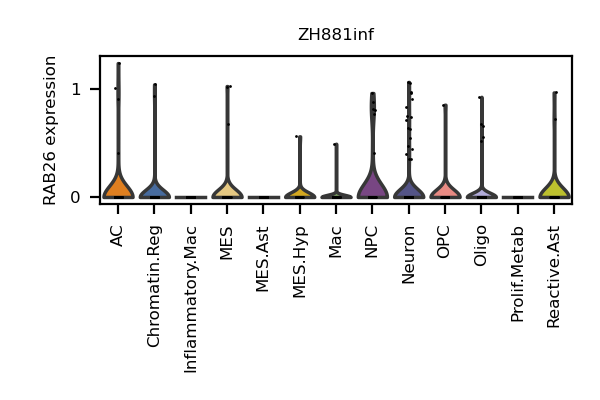 ZH881inf
RAB26 expression
1
0
AC
Chromatin.Reg
Inflammatory.Mac
MES
MES.Ast
MES.Hyp
Mac
NPC
Neuron
OPC
Oligo
Prolif.Metab
Reactive.Ast